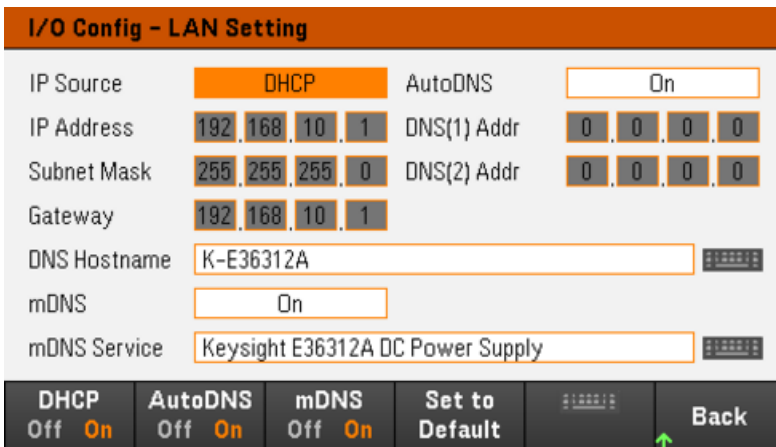 I/O Config – LAN Setting
IP Source DHCP AutoDNS On
IP Address 192.168.10.1 DNS(1) Addr 0.0.0.0
Subnet Mask 255.255.255.0 DNS(2) Addr 0.0.0.0
Gateway 192.168.10.1
DNS Hostname K-E36312A
mDNS On
mDNS Service Keysight E36312A DC Power Supply
DHCP AutoDNS mDNS Set to Back
Off On Off On Off On Default